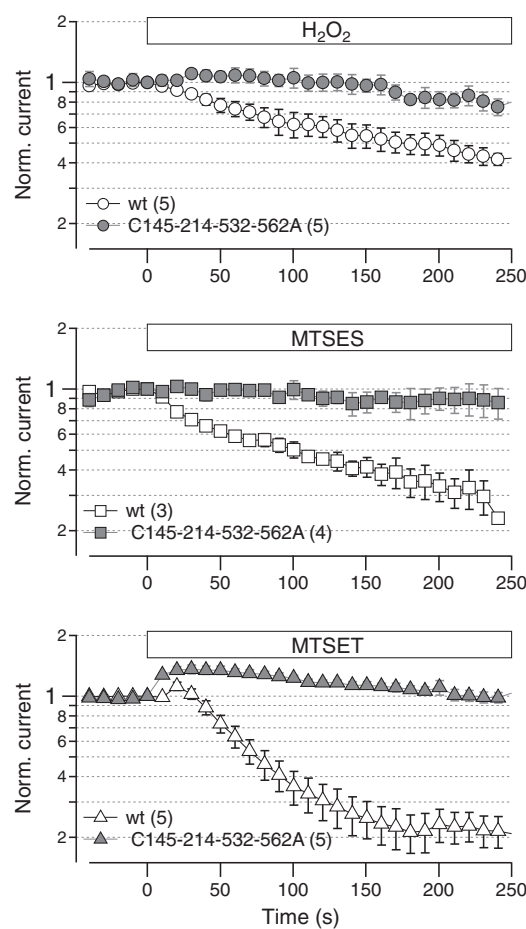 2
H₂O₂
1
8
6
4
2
Norm. current
wt (5)
C145-214-532-562A (5)
0 50 100 150 200 250
2
MTSES
1
8
6
4
2
Norm. current
wt (3)
C145-214-532-562A (4)
0 50 100 150 200 250
2
MTSET
1
8
6
4
2
Norm. current
wt (5)
C145-214-532-562A (5)
0 50 100 150 200 250
Time (s)